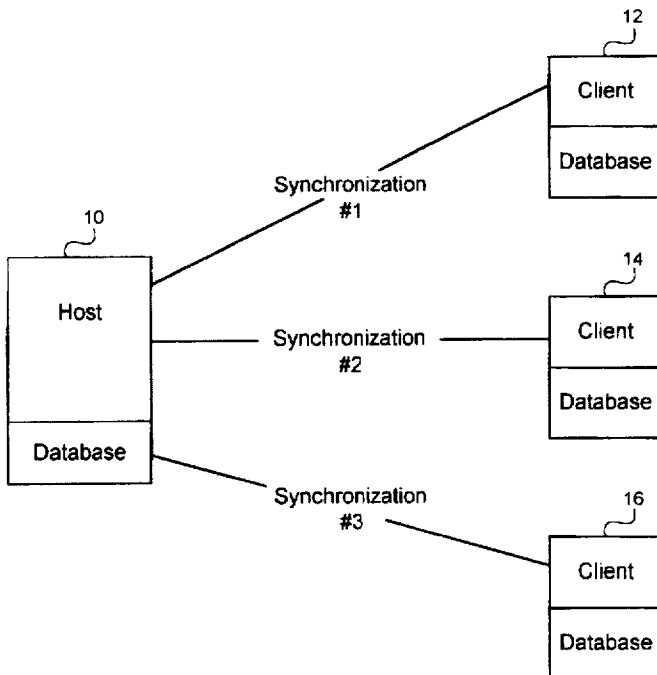 12
Client
Database
Synchronization
#1
10
Host
Database
14
Client
Database
Synchronization
#2
Synchronization
#3
16
Client
Database